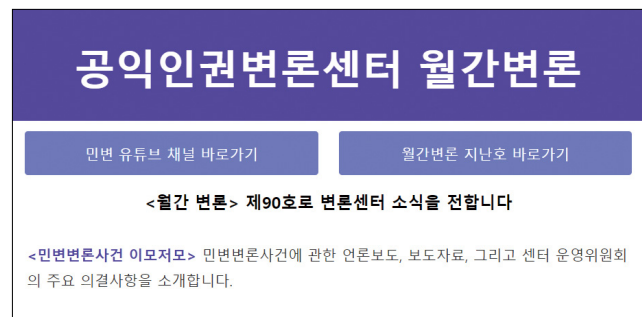 공익인권변론센터 월간변론
민변 유튜브 채널 바로가기
월간변론 지난호 바로가기
<월간 변론> 제90호로 변론센터 소식을 전합니다
<민변변론사건 이모저모> 민변변론사건에 관한 언론보도, 보도자료, 그리고 센터 운영위원회
의 주요 의결사항을 소개합니다.